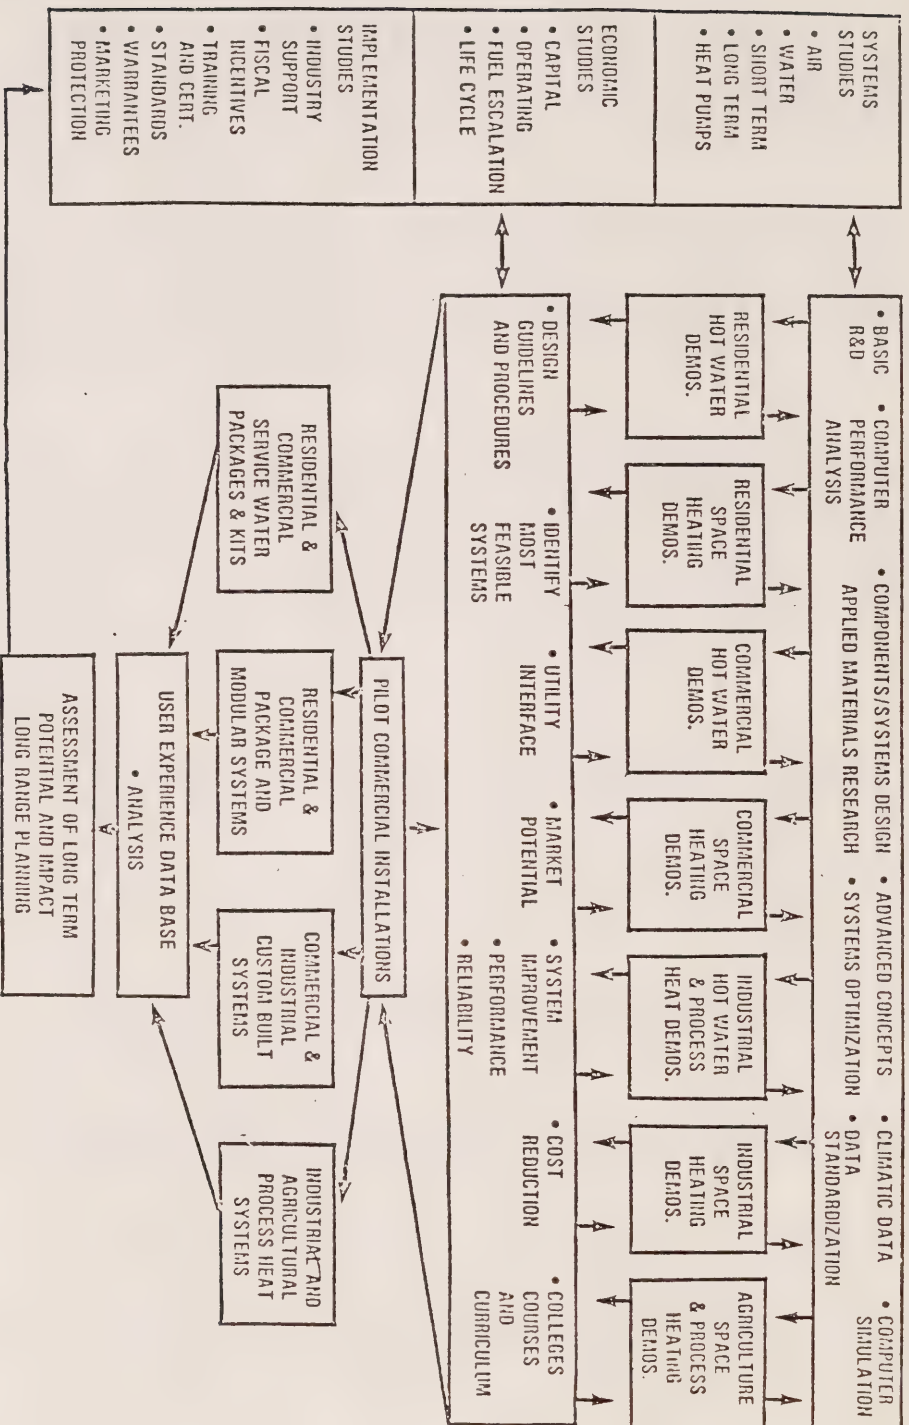 SYSTEMS
STUDIES
• AIR
• WATER
• SHORT TERM
• LONG TERM
• HEAT PUMPS
ECONOMIC
STUDIES
• CAPITAL
• OPERATING
• FUEL ESCALATION
• LIFE CYCLE
IMPLEMENTATION
STUDIES
• INDUSTRY
SUPPORT
• FISCAL
INCENTIVES
• TRAINING
AND CERT.
• STANDARDS
• WARRANTEES
• MARKETING
PROTECTION
• BASIC
R&D
• COMPUTER
PERFORMANCE
ANALYSIS
• COMPONENTS/SYSTEMS DESIGN
APPLIED MATERIALS RESEARCH
• ADVANCED CONCEPTS
• SYSTEMS OPTIMIZATION
• CLIMATIC DATA
• DATA
STANDARDIZATION
• COMPUTER
SIMULATION
RESIDENTIAL
HOT WATER
DEMOS.
RESIDENTIAL
SPACE
HEATING
DEMOS.
COMMERCIAL
HOT WATER
DEMOS.
COMMERCIAL
SPACE
HEATING
DEMOS.
INDUSTRIAL
HOT WATER
& PROCESS
HEAT DEMOS.
INDUSTRIAL
SPACE
HEATING
DEMOS.
AGRICULTURE
SPACE
& PROCESS
HEATING
DEMOS.
• DESIGN
GUIDELINES
AND PROCEDURES
• IDENTIFY
MOST
FEASIBLE
SYSTEMS
• UTILITY
INTERFACE
• MARKET
POTENTIAL
• SYSTEM
IMPROVEMENT
• PERFORMANCE
• RELIABILITY
• COST
REDUCTION
• COLLEGES
COURSES
AND
CURRICULUM
PILOT COMMERCIAL INSTALLATIONS
RESIDENTIAL &
COMMERCIAL
SERVICE WATER
PACKAGES & KITS
RESIDENTIAL &
COMMERCIAL
PACKAGE AND
MODULAR SYSTEMS
COMMERCIAL &
INDUSTRIAL
CUSTOM BUILT
SYSTEMS
INDUSTRIAL AND
AGRICULTURAL
PROCESS HEAT
SYSTEMS
USER EXPERIENCE DATA BASE
• ANALYSIS
ASSESSMENT OF LONG TERM
POTENTIAL AND IMPACT
LONG RANGE PLANNING